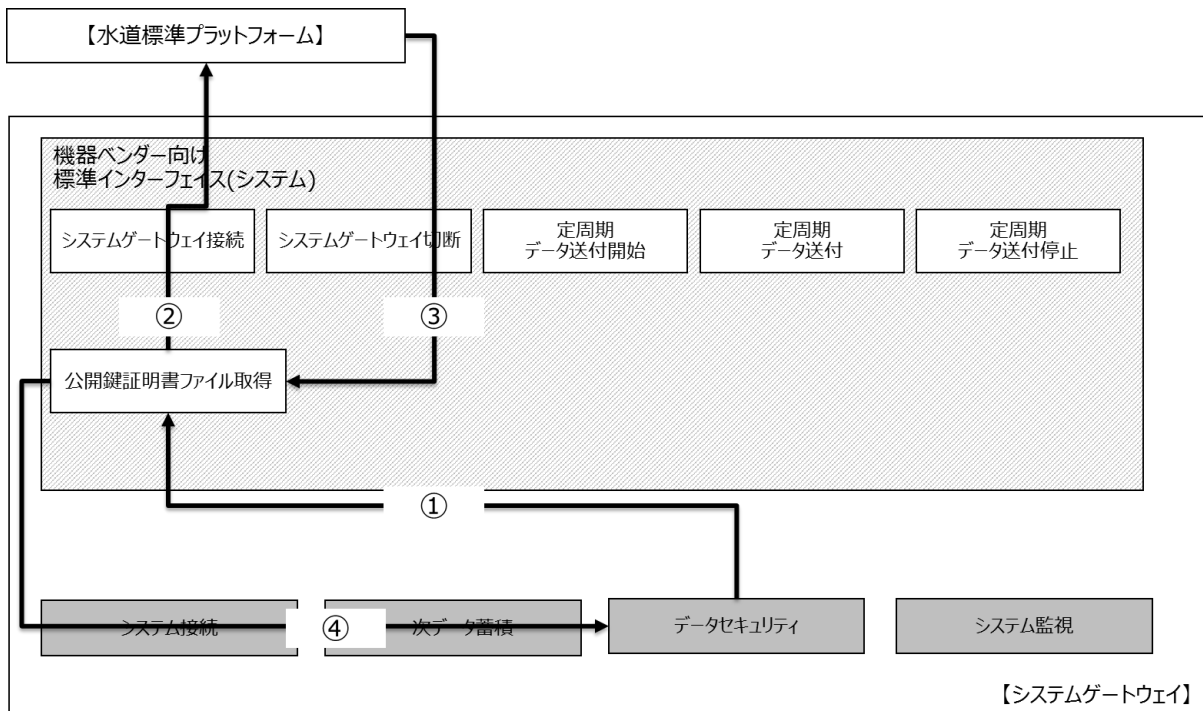 【水道標準プラットフォーム】
機器ベンダー向け
標準インターフェイス(システム)
システムゲートウェイ接続
システムゲートウェイ切断
定周期
データ送付開始
定周期
データ送付
定周期
データ送付停止
②
③
公開鍵証明書ファイル取得
①
システム接続
④
次データ蓄積
データセキュリティ
システム監視
【システムゲートウェイ】